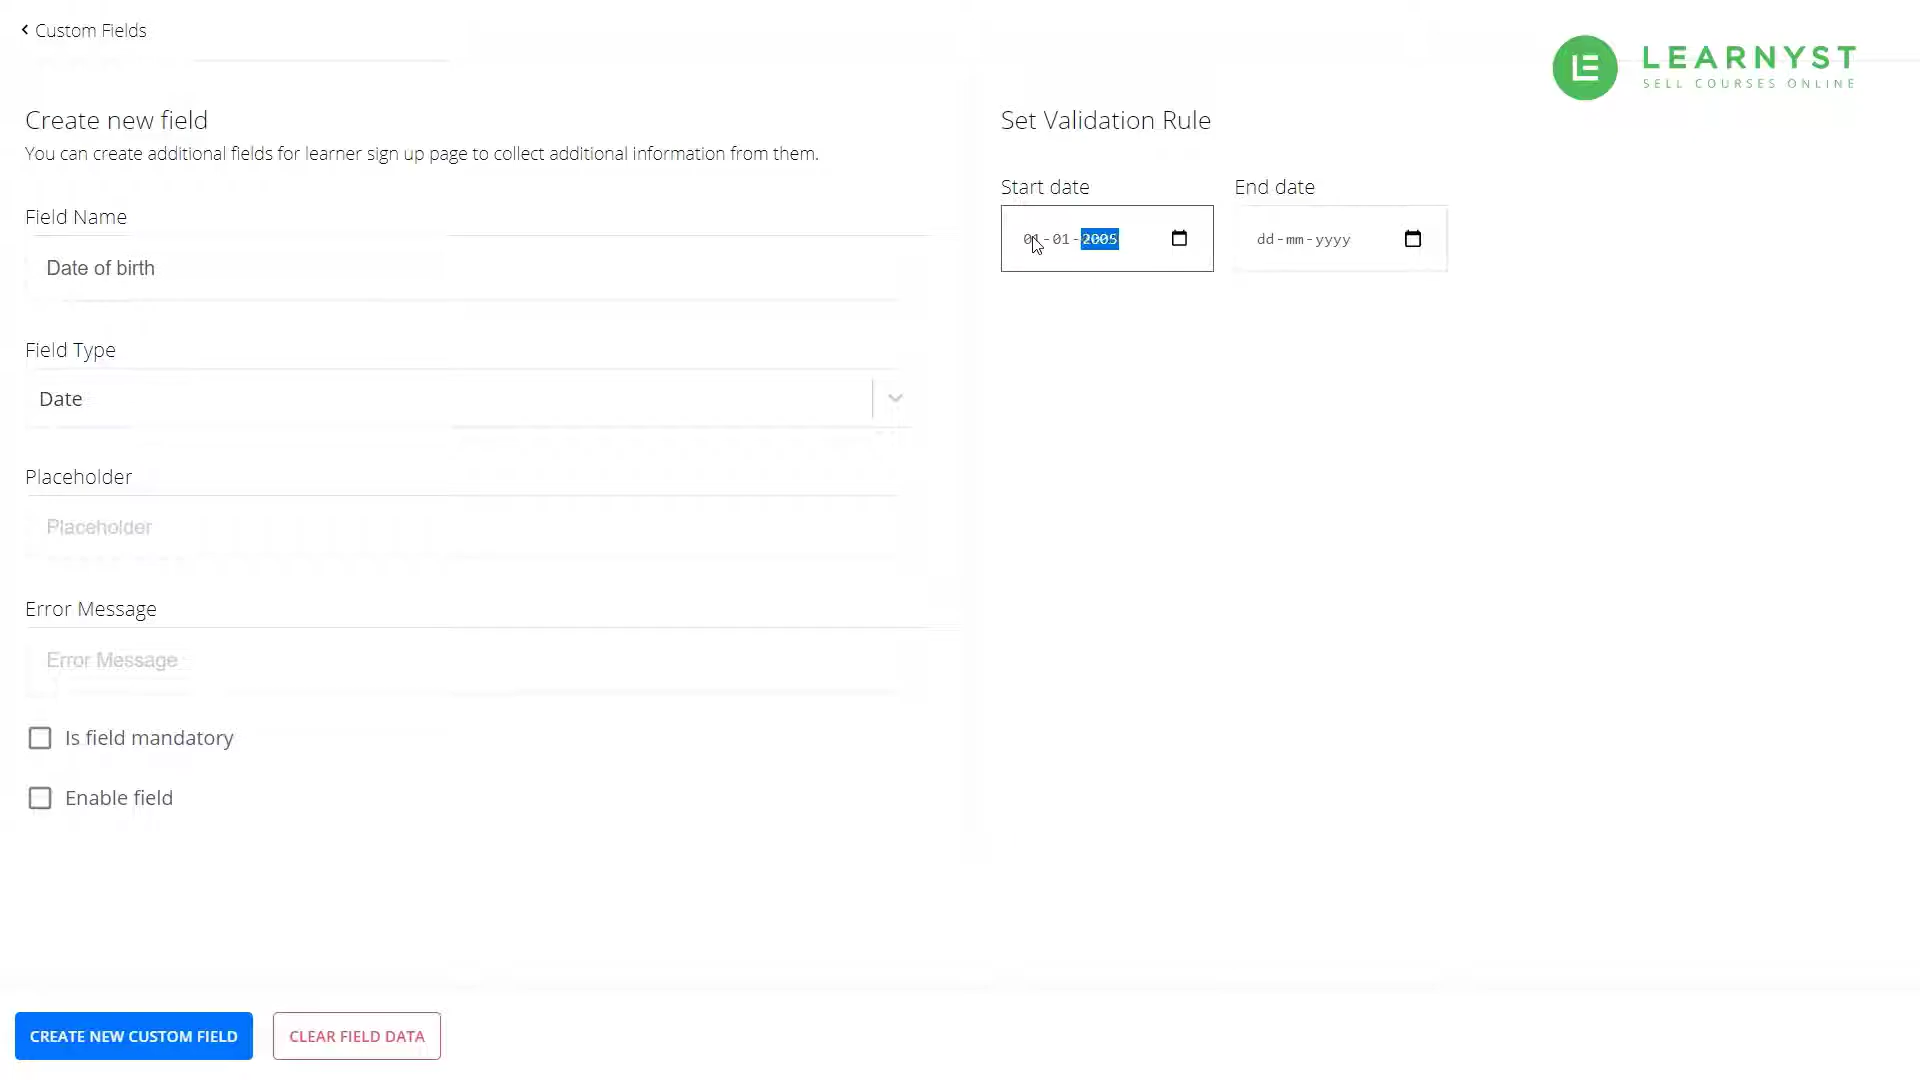 Custom Fields
LEARNYST
SELL COURSES ONLINE
Create new field
You can create additional fields for learner sign up page to collect additional information from them.
Field Name
Date of birth
Field Type
Date
Placeholder
Placeholder
Error Message
Error Message
Is field mandatory
Enable field
Set Validation Rule
Start date
End date
01-01-2005
dd-mm-yyyy
CREATE NEW CUSTOM FIELD
CLEAR FIELD DATA